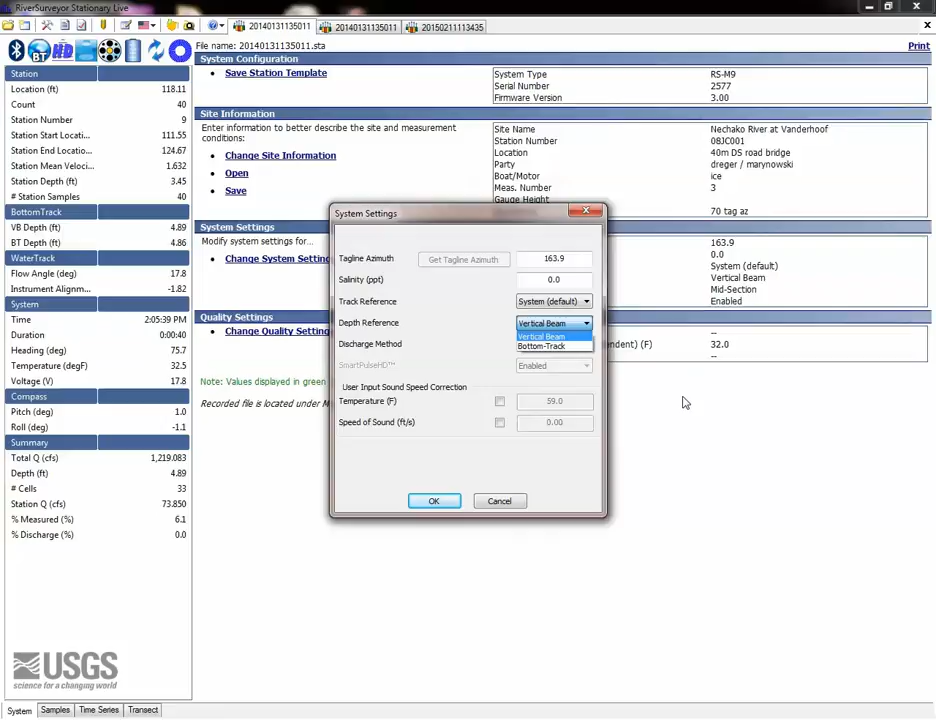 RiverSurveyor Stationary Live
20140131135011
20140131135011
20150211113435
File name: 20140131135011.sta
Print
Station
Location (ft) 118.11
Count 40
Station Number 9
Station Start Locati... 111.55
Station End Locatio... 124.67
Station Mean Veloci... 1.632
Station Depth (ft) 3.45
# Station Samples 40
BottomTrack
VB Depth (ft) 4.89
BT Depth (ft) 4.86
WaterTrack
Flow Angle (deg) 17.8
Instrument Alignm... -1.82
System
Time 2:05:39 PM
Duration (s) 0:00:40
Heading (deg) 75.7
Temperature (degF) 32.5
Voltage (V) 17.8
Compass
Pitch (deg) 1.0
Roll (deg) -1.1
Summary
Total Q (cfs) 1,219.083
Depth (ft) 4.89
# Cells 33
Station Q (cfs) 73.850
% Measured (%) 6.1
% Discharge (%) 0.0
USGS
science for a changing world
System Configuration
Save Station Template
System Type RS-M9
Serial Number 2577
Firmware Version 3.00
Site Information
Enter information to better describe the site and measurement
conditions:
Change Site Information
Open
Save
Site Name Nechako River at Vanderhoof
Station Number 08JC001
Location 40m DS road bridge
Party dreger / marynowski
Boat/Motor ice
Meas. Number 3
Gauge Height
70 tag az
System Settings
Modify system settings for...
Change System Setting
163.9
0.0
System (default)
Vertical Beam
Mid-Section
Enabled
Quality Settings
Change Quality Setting
--
endent) (F) 32.0
--
Note: Values displayed in green
Recorded file is located under M
System Settings
Tagline Azimuth Get Tagline Azimuth 163.9
Salinity (ppt) 0.0
Track Reference System (default)
Depth Reference Vertical Beam
Vertical Beam
Bottom-Track
Discharge Method
SmartPulseHD™ Enabled
User Input Sound Speed Correction
Temperature (F) 59.0
Speed of Sound (ft/s) 0.00
OK Cancel
System Samples Time Series Transect